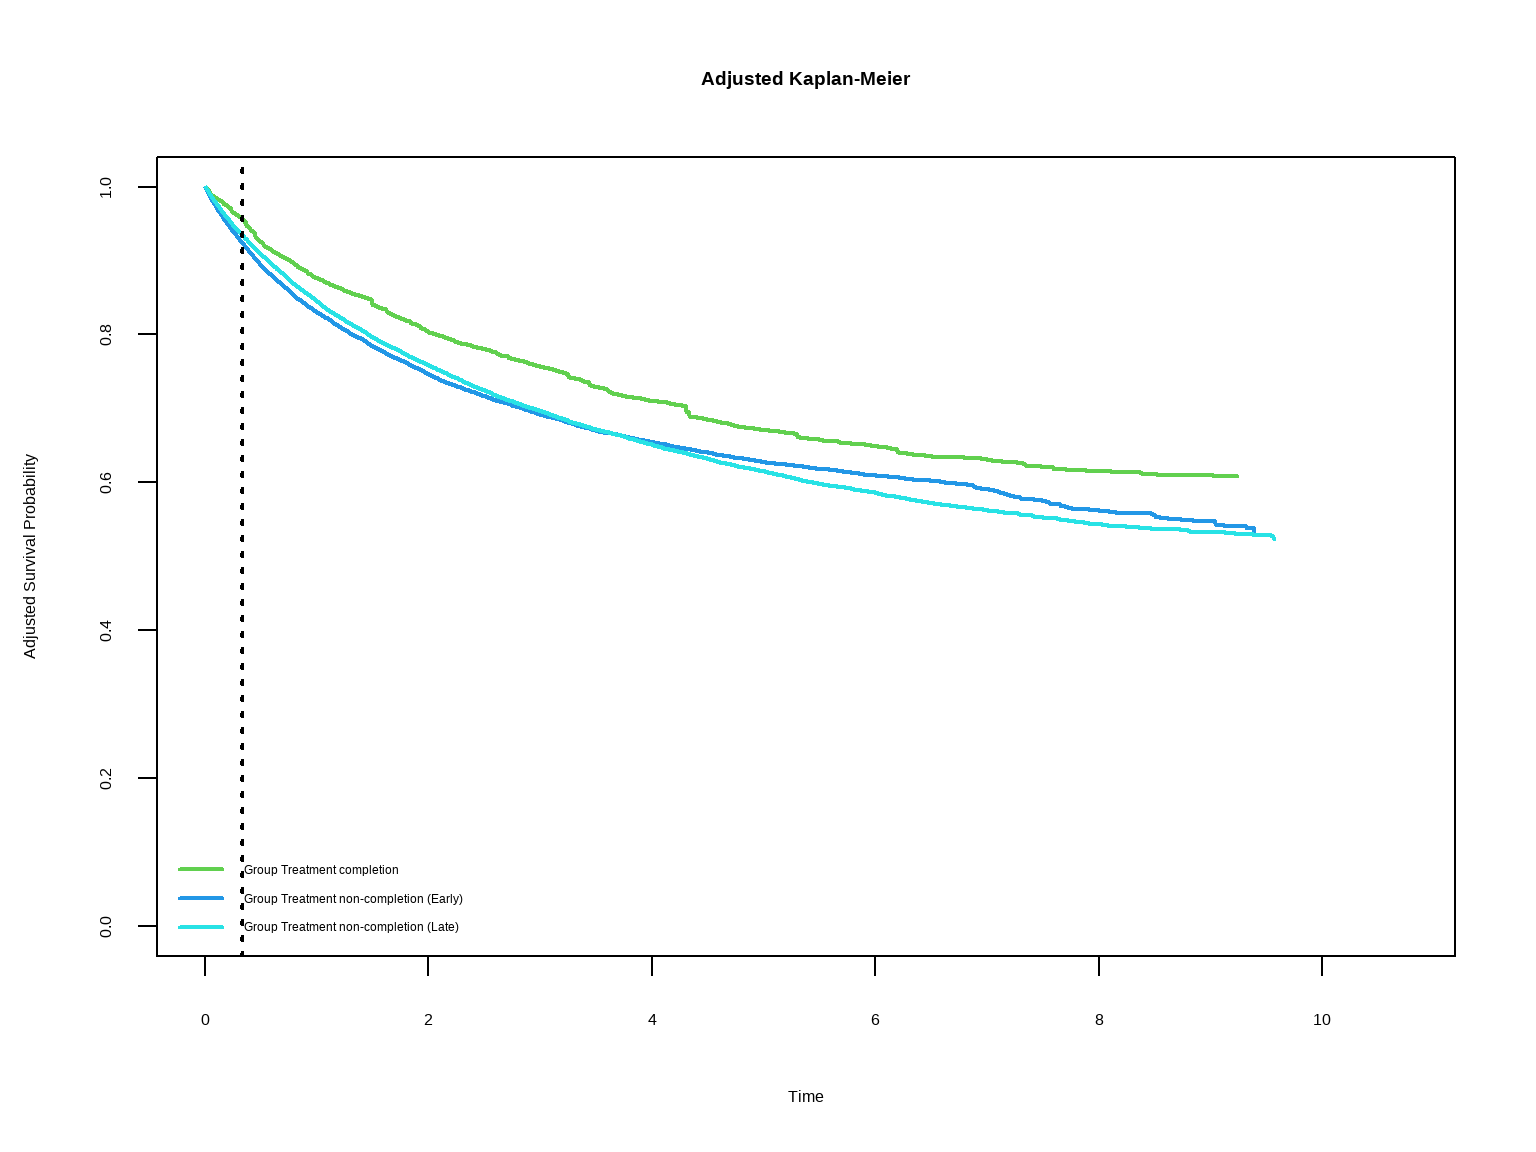 Adjusted Kaplan-Meier
Adjusted Survival Probability
1.0
0.8
0.6
0.4
0.2
0.0
Group Treatment completion
Group Treatment non-completion (Early)
Group Treatment non-completion (Late)
0 2 4 6 8 10
Time